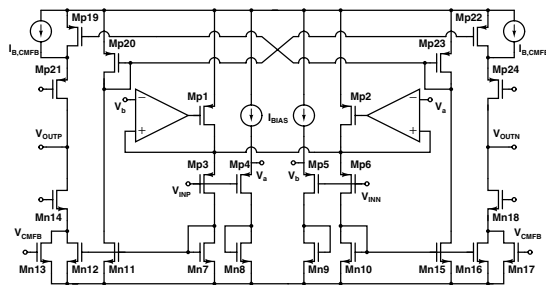 Mp19
Mp22
I_B,CMFB
Mp20
Mp23
I_B,CMFB
Mp21
Mp24
V_b
−
Mp1
Mp2
−
V_a
I_BIAS
+
+
V_OUTP
V_OUTN
Mp3
Mp4
Mp5
Mp6
V_a
V_b
V_INP
V_INN
Mn14
Mn18
V_CMFB
V_CMFB
Mn13
Mn12
Mn11
Mn7
Mn8
Mn9
Mn10
Mn15
Mn16
Mn17